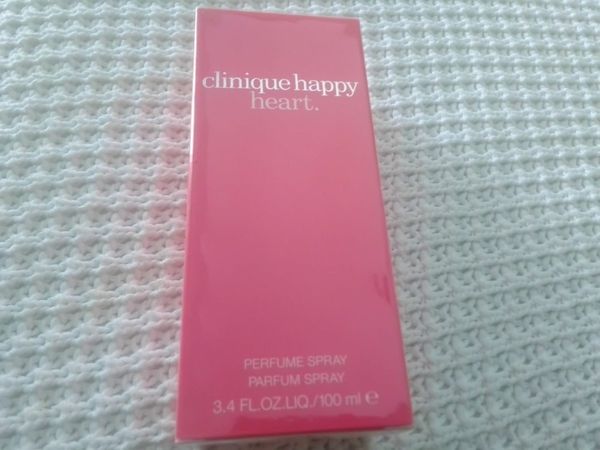 clinique happy
heart.
PERFUME SPRAY
PARFUM SPRAY
3.4 FL.OZ.LIQ./100 ml ℮